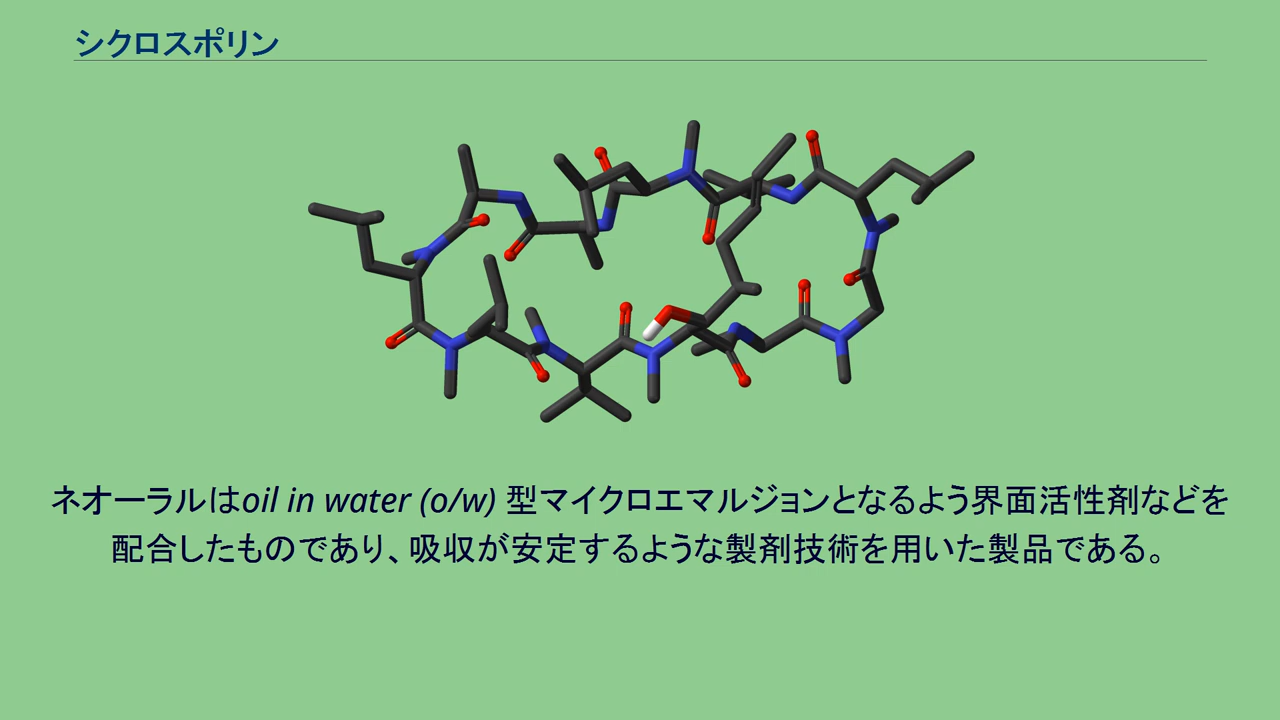 シクロスポリン
ネオーラルはoil in water (o/w) 型マイクロエマルジョンとなるよう界面活性剤などを
配合したものであり、吸収が安定するような製剤技術を用いた製品である。